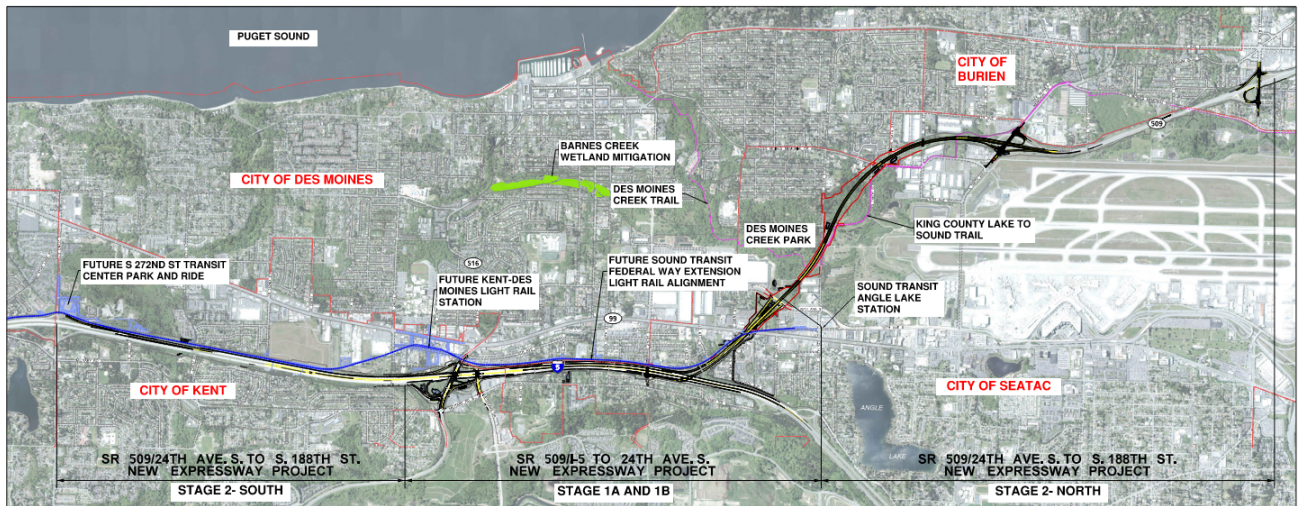 PUGET SOUND
CITY OF
BURIEN
509
BARNES CREEK
WETLAND MITIGATION
CITY OF DES MOINES
DES MOINES
CREEK TRAIL
DES MOINES
CREEK PARK
KING COUNTY LAKE TO
SOUND TRAIL
FUTURE S 272ND ST TRANSIT
CENTER PARK AND RIDE
516
FUTURE KENT-DES
MOINES LIGHT RAIL
STATION
FUTURE SOUND TRANSIT
FEDERAL WAY EXTENSION
LIGHT RAIL ALIGNMENT
SOUND TRANSIT
ANGLE LAKE
STATION
99
5
CITY OF KENT
CITY OF SEATAC
ANGLE
LAKE
SR 509/24TH AVE. S. TO S. 188TH ST.
NEW EXPRESSWAY PROJECT
SR 509/I-5 TO 24TH AVE. S.
NEW EXPRESSWAY PROJECT
SR 509/24TH AVE. S. TO S. 188TH ST.
NEW EXPRESSWAY PROJECT
STAGE 2- SOUTH
STAGE 1A AND 1B
STAGE 2- NORTH